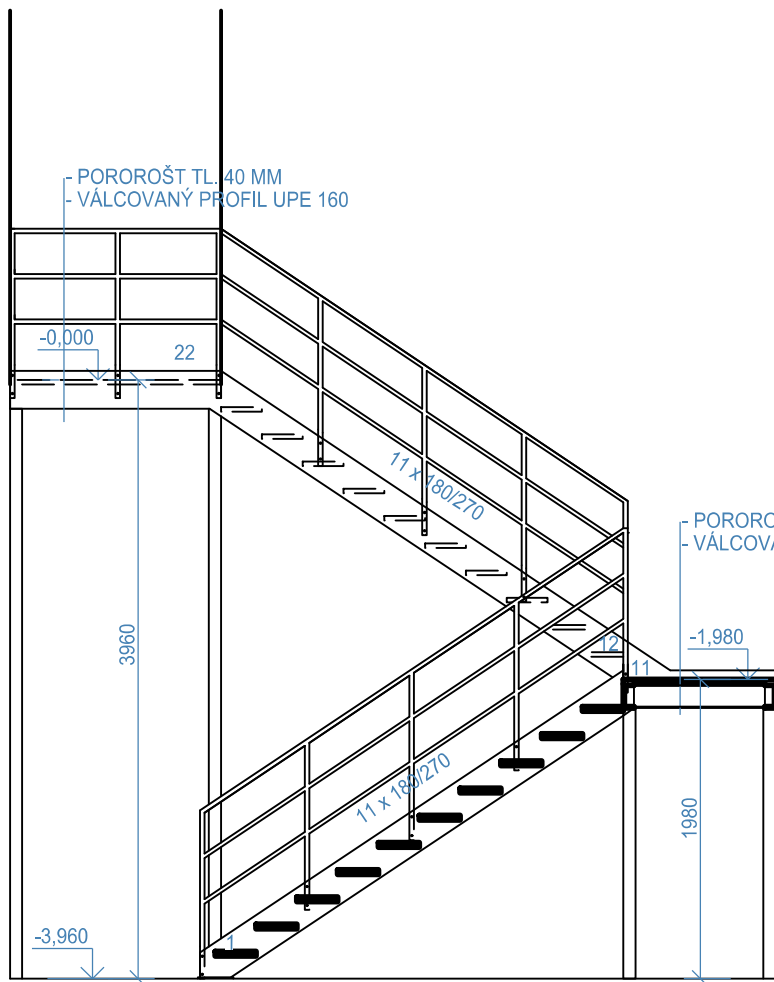 - POROROŠT TL. 40 MM
- VÁLCOVANÝ PROFIL UPE 160
-0,000
22
11 x 180/270
- POROROŠ
- VÁLCOVA
3960
12
-1,980
11
11 x 180/270
1980
-3,960
1